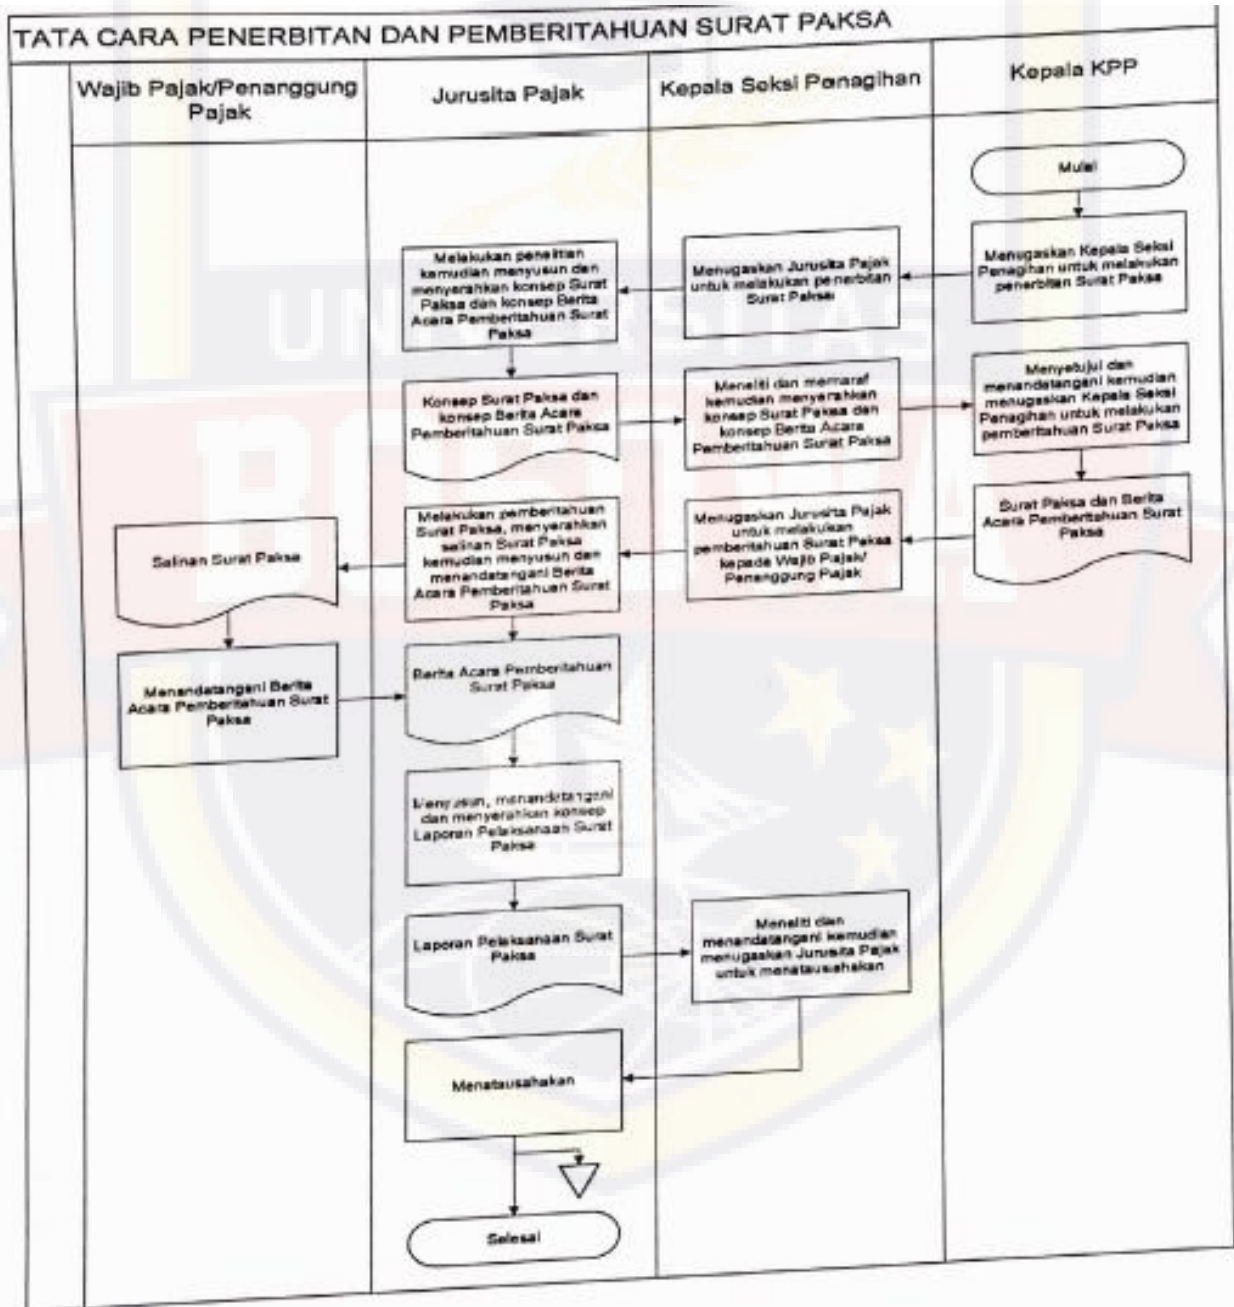 TATA CARA PENERBITAN DAN PEMBERITAHUAN SURAT PAKSA
Wajib Pajak/Penanggung
Pajak
Jurusita Pajak
Kepala Seksi Penagihan
Kepala KPP
Mulai
Menugaskan Kepala Seksi
Penagihan untuk melakukan
penerbitan Surat Paksa
Menugaskan Jurusita Pajak
untuk melakukan penerbitan
Surat Paksa
Melakukan penelitian
kemudian menyusun dan
menyerahkan konsep Surat
Paksa dan konsep Berita
Acara Pemberitahuan Surat
Paksa
Konsep Surat Paksa dan
konsep Berita Acara
Pemberitahuan Surat Paksa
Meneliti dan memaraf
kemudian menyerahkan
konsep Surat Paksa dan
konsep Berita Acara
Pemberitahuan Surat Paksa
Menyetujui dan
menandatangani kemudian
menugaskan Kepala Seksi
Penagihan untuk melakukan
pemberitahuan Surat Paksa
Surat Paksa dan Berita
Acara Pemberitahuan Surat
Paksa
Menugaskan Jurusita Pajak
untuk melakukan
pemberitahuan Surat Paksa
kepada Wajib Pajak/
Penanggung Pajak
Melakukan pemberitahuan
Surat Paksa, menyerahkan
salinan Surat Paksa
kemudian menyusun dan
menandatangani Berita
Acara Pemberitahuan Surat
Paksa
Salinan Surat Paksa
Menandatangani Berita
Acara Pemberitahuan Surat
Paksa
Berita Acara Pemberitahuan
Surat Paksa
Menyusun, menandatangani
dan menyerahkan konsep
Laporan Pelaksanaan Surat
Paksa
Laporan Pelaksanaan Surat
Paksa
Meneliti dan
menandatangani kemudian
menugaskan Jurusita Pajak
untuk menatausahakan
Menatausahakan
Selesai
UNIVERSITAS
BOSOWA